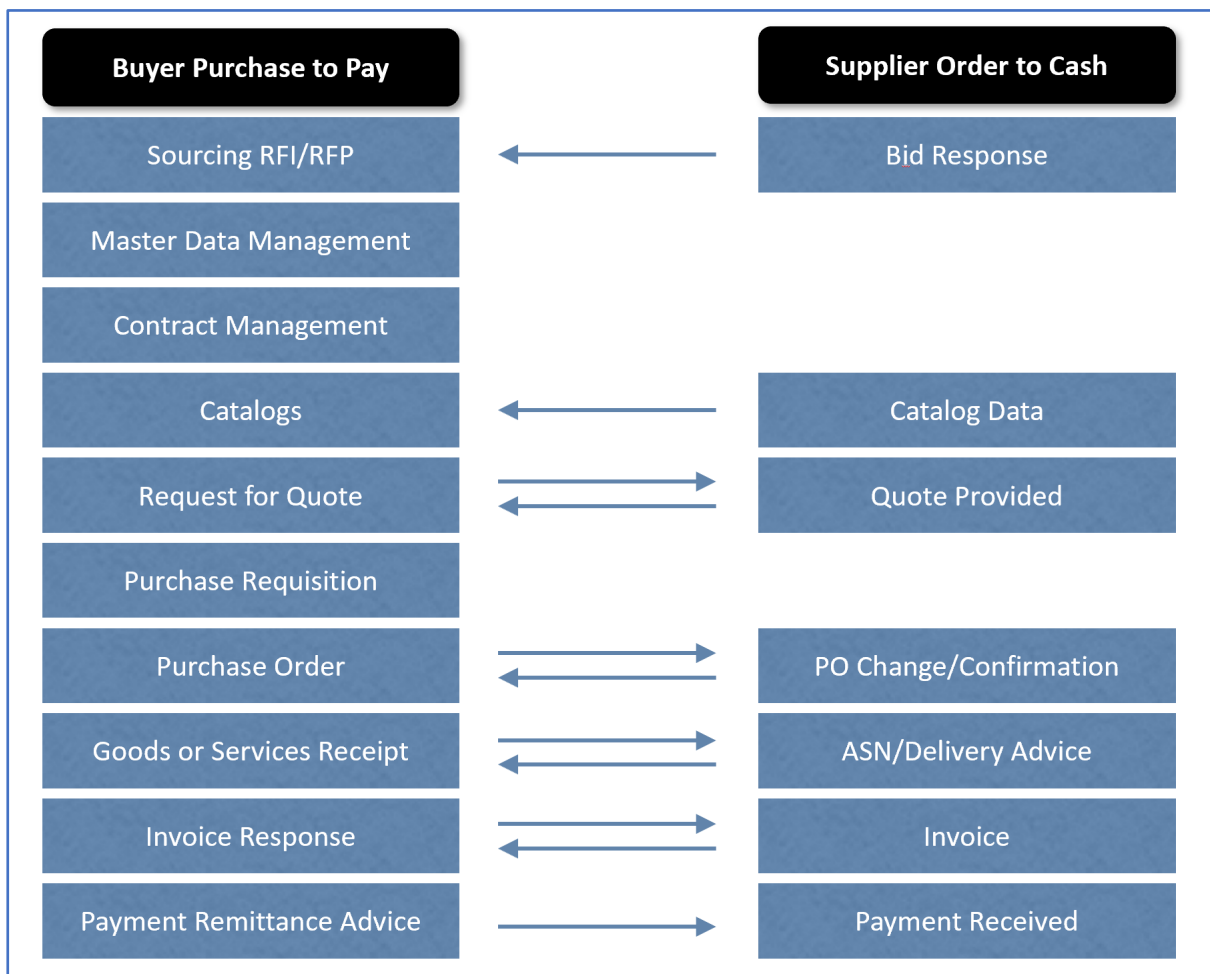 Buyer Purchase to Pay
Supplier Order to Cash
Sourcing RFI/RFP
Bid Response
Master Data Management
Contract Management
Catalogs
Catalog Data
Request for Quote
Quote Provided
Purchase Requisition
Purchase Order
PO Change/Confirmation
Goods or Services Receipt
ASN/Delivery Advice
Invoice Response
Invoice
Payment Remittance Advice
Payment Received